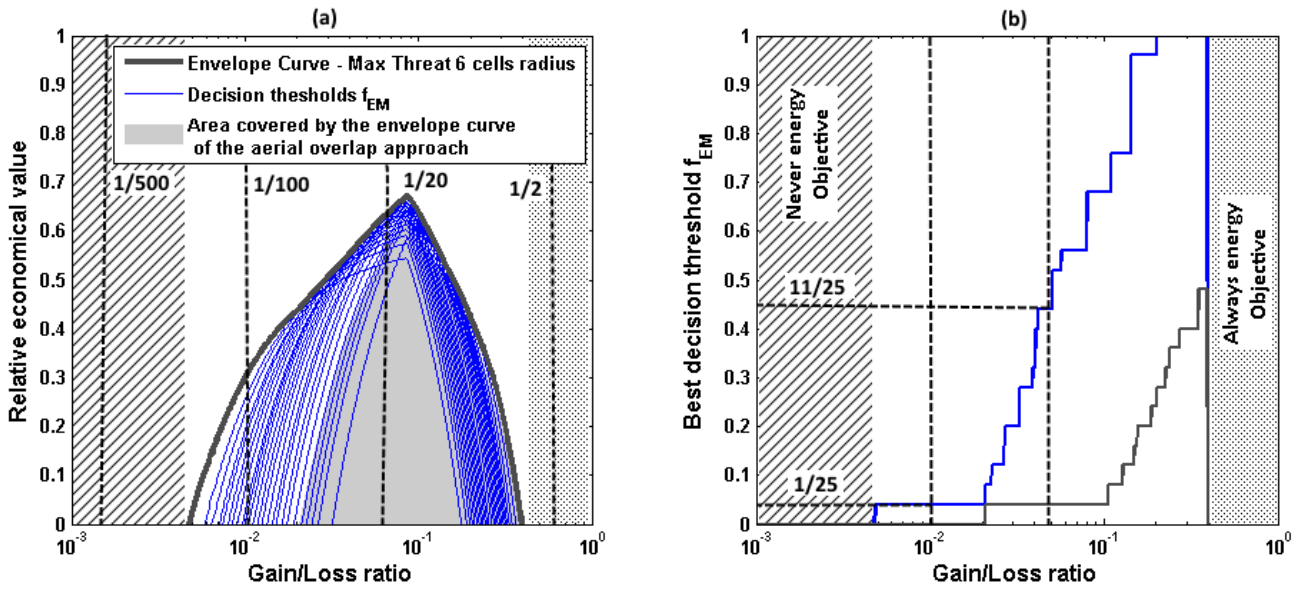 (a)
1
0.9
0.8
0.7
0.6
0.5
0.4
0.3
0.2
0.1
0
Relative economical value
Envelope Curve - Max Threat 6 cells radius
Decision thesholds f_EM
Area covered by the envelope curve
of the aerial overlap approach
1/500
1/100
1/20
1/2
10^-3
10^-2
10^-1
10^0
Gain/Loss ratio
(b)
1
0.9
0.8
0.7
0.6
0.5
0.4
0.3
0.2
0.1
0
Best decision threshold f_EM
Never energy
Objective
11/25
1/25
Always energy
Objective
10^-3
10^-2
10^-1
10^0
Gain/Loss ratio